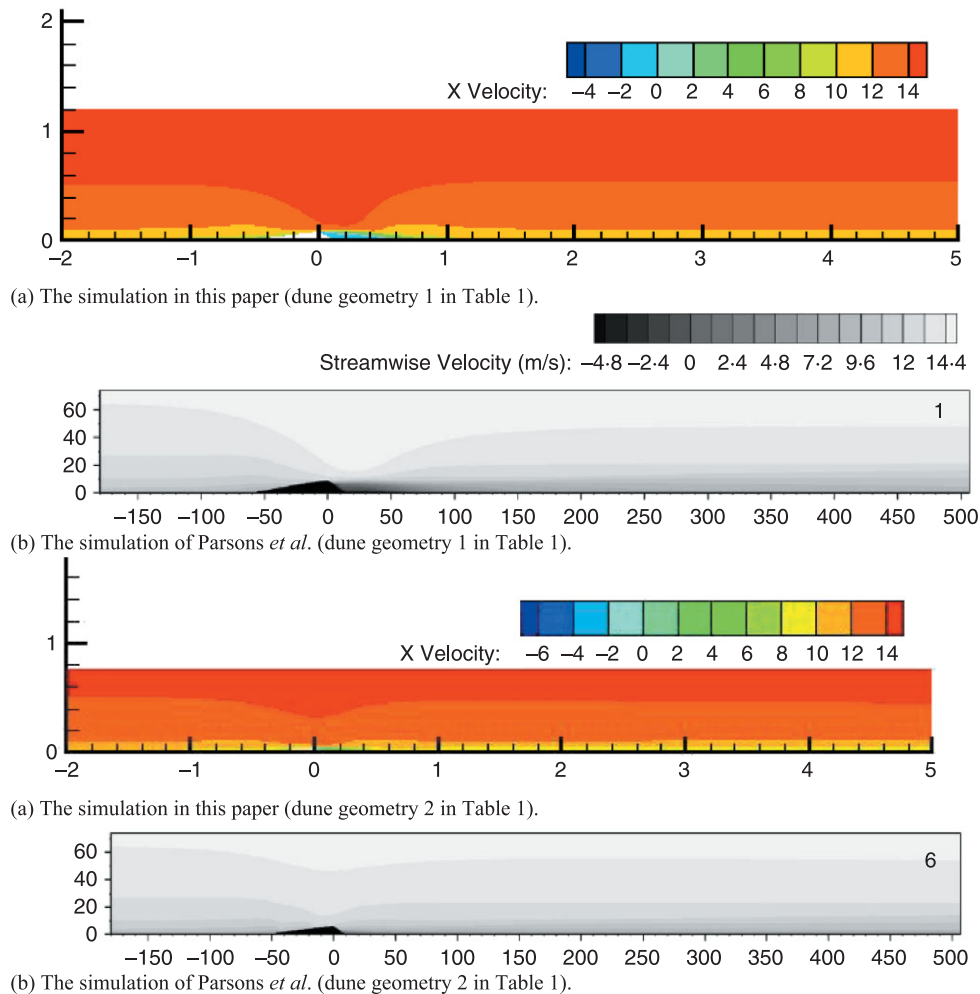 2
X Velocity: –4 –2 0 2 4 6 8 10 12 14
1
0
–2 –1 0 1 2 3 4 5
(a) The simulation in this paper (dune geometry 1 in Table 1).
Streamwise Velocity (m/s): –4·8 –2·4 0 2·4 4·8 7·2 9·6 12 14·4
60
1
40
20
0
–150 –100 –50 0 50 100 150 200 250 300 350 400 450 500
(b) The simulation of Parsons et al. (dune geometry 1 in Table 1).
1
X Velocity: –6 –4 –2 0 2 4 6 8 10 12 14
0
–2 –1 0 1 2 3 4 5
(a) The simulation in this paper (dune geometry 2 in Table 1).
60
6
40
20
0
–150 –100 –50 0 50 100 150 200 250 300 350 400 450 500
(b) The simulation of Parsons et al. (dune geometry 2 in Table 1).